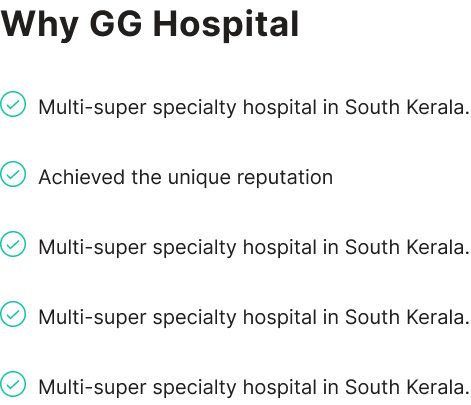 Why GG Hospital
Multi-super specialty hospital in South Kerala.
Achieved the unique reputation
Multi-super specialty hospital in South Kerala.
Multi-super specialty hospital in South Kerala.
Multi-super specialty hospital in South Kerala.